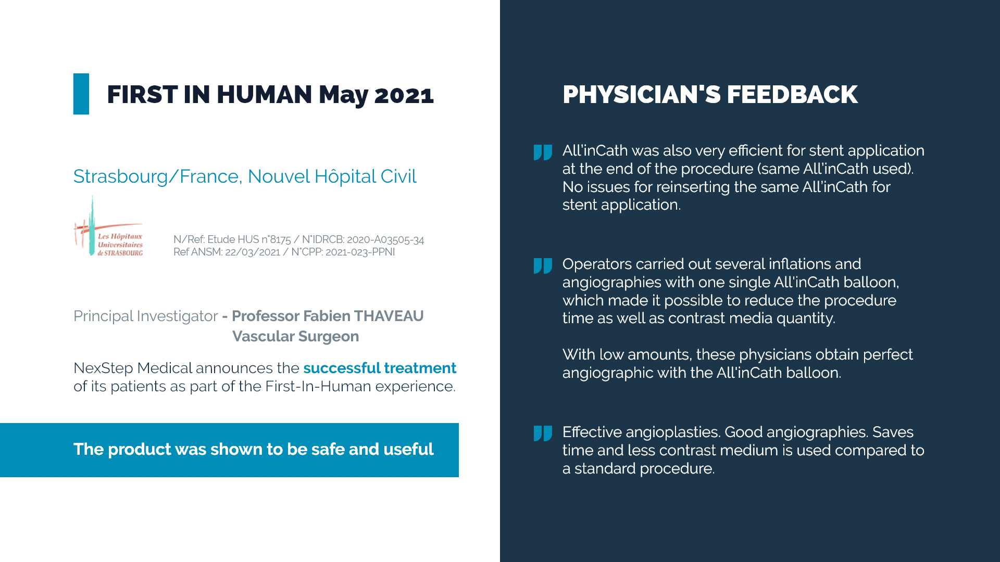 FIRST IN HUMAN May 2021
Strasbourg/France, Nouvel Hôpital Civil
Les Hôpitaux
Universitaires
de STRASBOURG
N/Ref: Etude HUS n°8175 / N°IDRCB: 2020-A03505-34
Ref ANSM: 22/03/2021 / N°CPP: 2021-023-PPNI
Principal Investigator - Professor Fabien THAVEAU
Vascular Surgeon
NexStep Medical announces the successful treatment
of its patients as part of the First-In-Human experience.
The product was shown to be safe and useful
PHYSICIAN'S FEEDBACK
All’inCath was also very efficient for stent application
at the end of the procedure (same All’inCath used).
No issues for reinserting the same All’inCath for
stent application.
Operators carried out several inflations and
angiographies with one single All'inCath balloon,
which made it possible to reduce the procedure
time as well as contrast media quantity.
With low amounts, these physicians obtain perfect
angiographic with the All'inCath balloon.
Effective angioplasties. Good angiographies. Saves
time and less contrast medium is used compared to
a standard procedure.